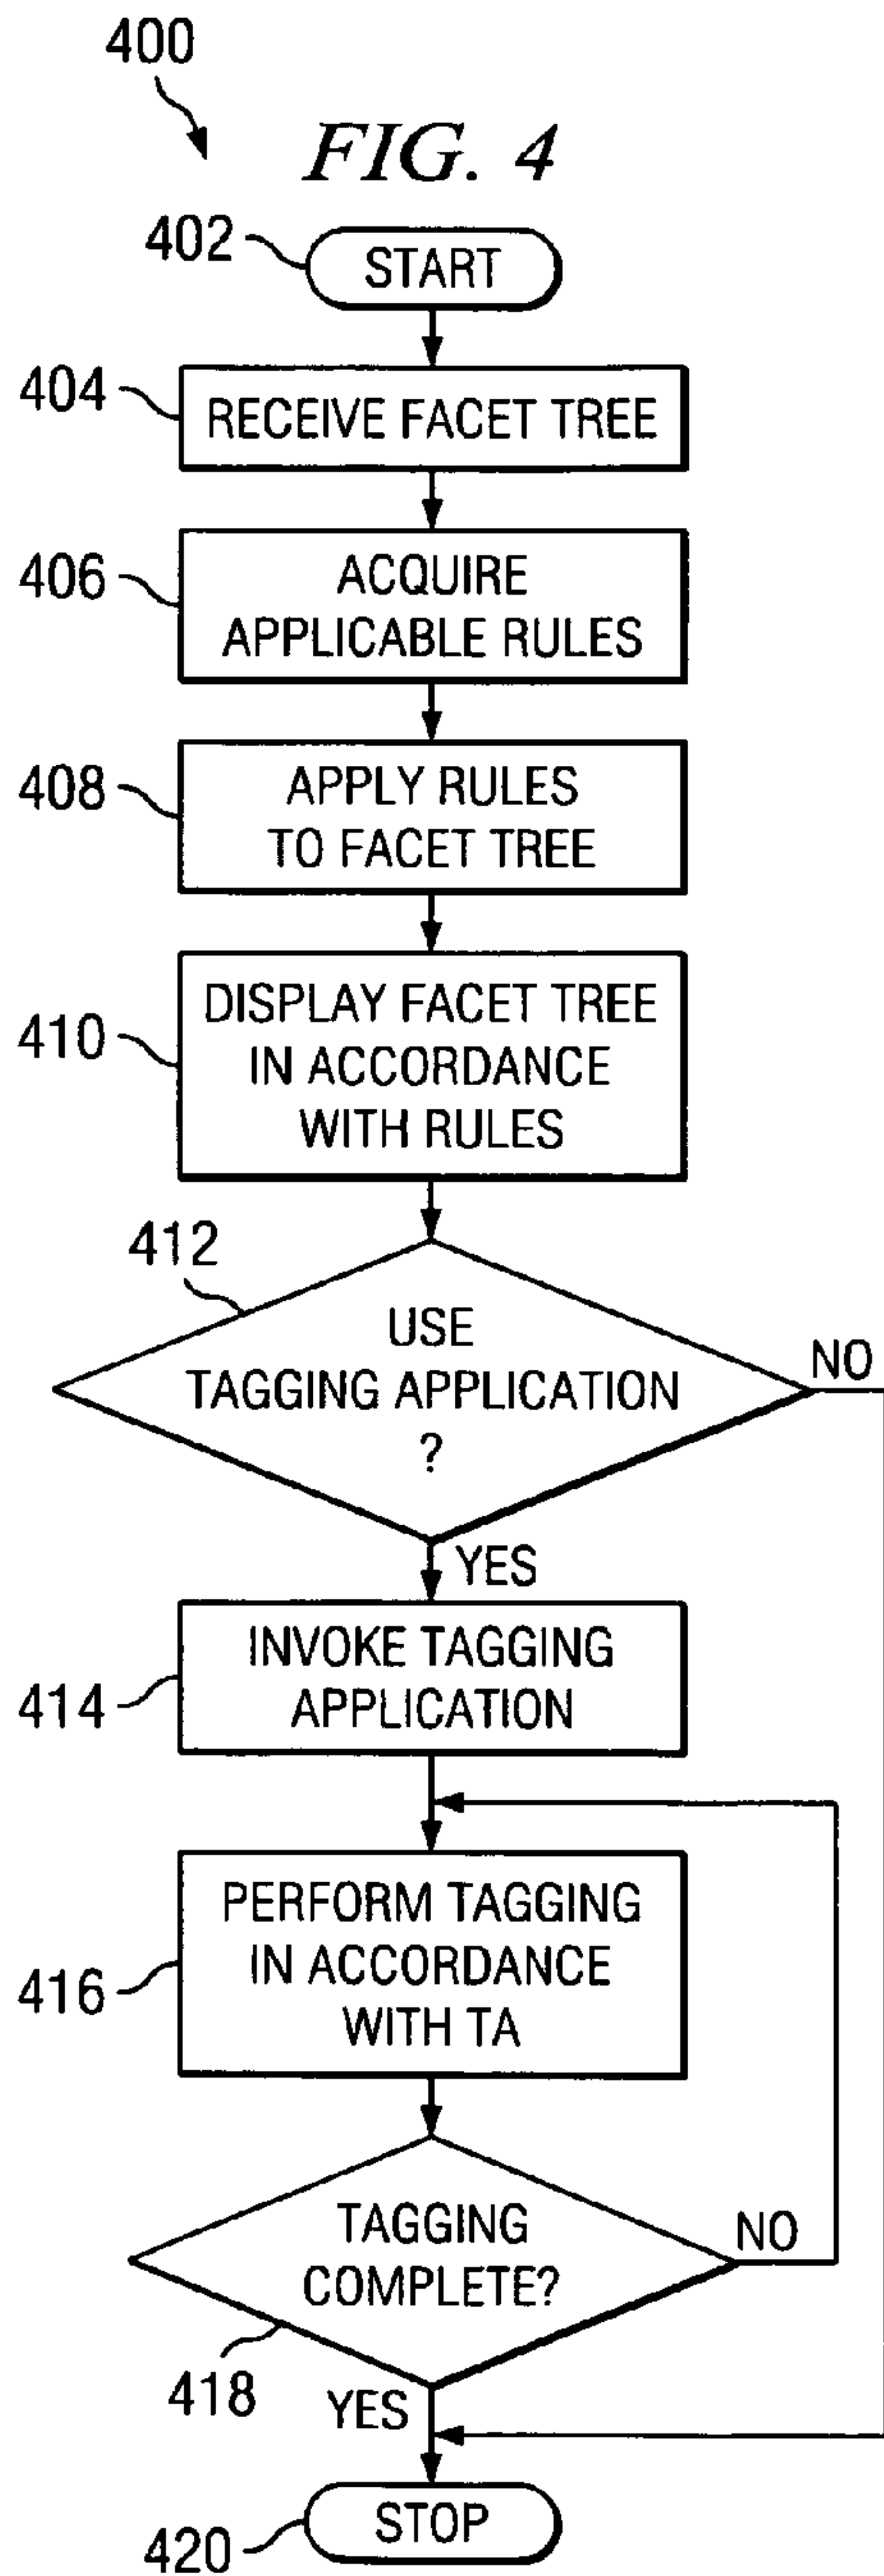 400
FIG. 4
402
START
404
RECEIVE FACET TREE
406
ACQUIRE
APPLICABLE RULES
408
APPLY RULES
TO FACET TREE
410
DISPLAY FACET TREE
IN ACCORDANCE
WITH RULES
412
USE
TAGGING APPLICATION
?
NO
YES
414
INVOKE TAGGING
APPLICATION
416
PERFORM TAGGING
IN ACCORDANCE
WITH TA
TAGGING
COMPLETE?
NO
418
YES
420
STOP